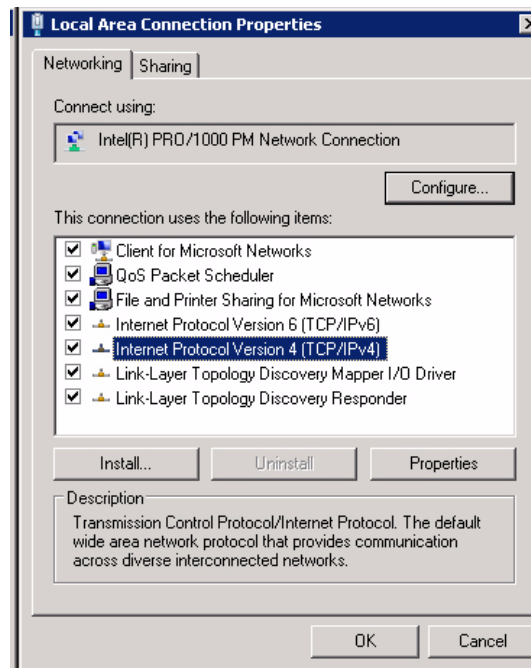 Local Area Connection Properties
Networking
Sharing
Connect using:
Intel(R) PRO/1000 PM Network Connection
Configure...
This connection uses the following items:
Client for Microsoft Networks
QoS Packet Scheduler
File and Printer Sharing for Microsoft Networks
Internet Protocol Version 6 (TCP/IPv6)
Internet Protocol Version 4 (TCP/IPv4)
Link-Layer Topology Discovery Mapper I/O Driver
Link-Layer Topology Discovery Responder
Install...
Uninstall
Properties
Description
Transmission Control Protocol/Internet Protocol. The default
wide area network protocol that provides communication
across diverse interconnected networks.
OK
Cancel